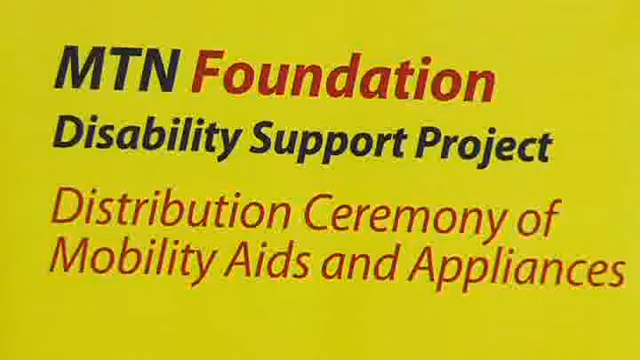 MTN Foundation
Disability Support Project
Distribution Ceremony of
Mobility Aids and Appliances